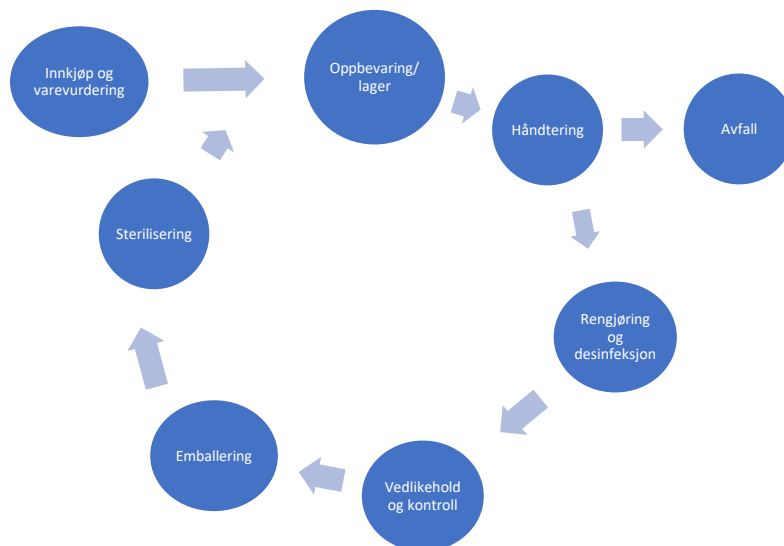 Innkjøp og
varevurdering
Oppbevaring/
lager
Håndtering
Avfall
Rengjøring
og
desinfeksjon
Vedlikehold
og kontroll
Emballering
Sterilisering